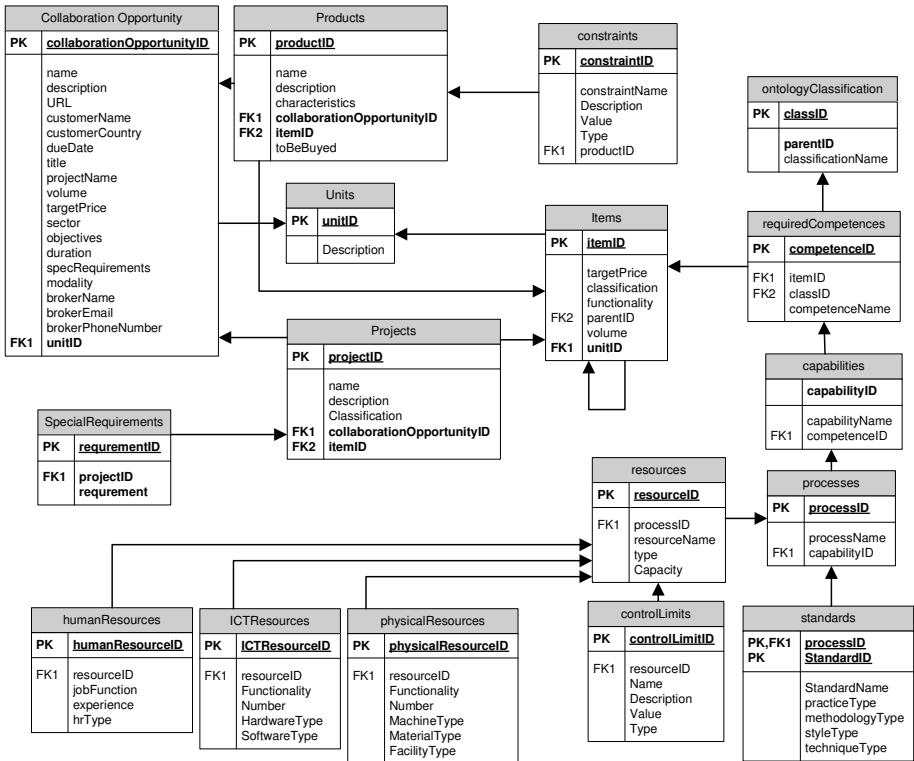 Collaboration Opportunity
PK collaborationOpportunityID
name
description
URL
customerName
customerCountry
dueDate
title
projectName
volume
targetPrice
sector
objectives
duration
specRequirements
modality
brokerName
brokerEmail
brokerPhoneNumber
FK1 unitID
Products
PK productID
name
description
characteristics
FK1 collaborationOpportunityID
FK2 itemID
toBeBuyed
constraints
PK constraintID
constraintName
Description
Value
Type
FK1 productID
ontologyClassification
PK classID
parentID
classificationName
Units
PK unitID
Description
Items
PK itemID
targetPrice
classification
functionality
FK2 parentID
volume
FK1 unitID
requiredCompetences
PK competenceID
FK1 itemID
FK2 classID
competenceName
Projects
PK projectID
name
description
Classification
FK1 collaborationOpportunityID
FK2 itemID
capabilities
capabilityID
capabilityName
FK1 competenceID
SpecialRequirements
PK requrementID
FK1 projectID
requrement
resources
PK resourceID
FK1 processID
resourceName
type
Capacity
processes
PK processID
processName
FK1 capabilityID
humanResources
PK humanResourceID
FK1 resourceID
jobFunction
experience
hrType
ICTResources
PK ICTResourceID
FK1 resourceID
Functionality
Number
HardwareType
SoftwareType
physicalResources
PK physicalResourceID
FK1 resourceID
Functionality
Number
MachineType
MaterialType
FacilityType
controlLimits
PK controlLimitID
FK1 resourceID
Name
Description
Value
Type
standards
PK,FK1 processID
PK StandardID
StandardName
practiceType
methodologyType
styleType
techniqueType